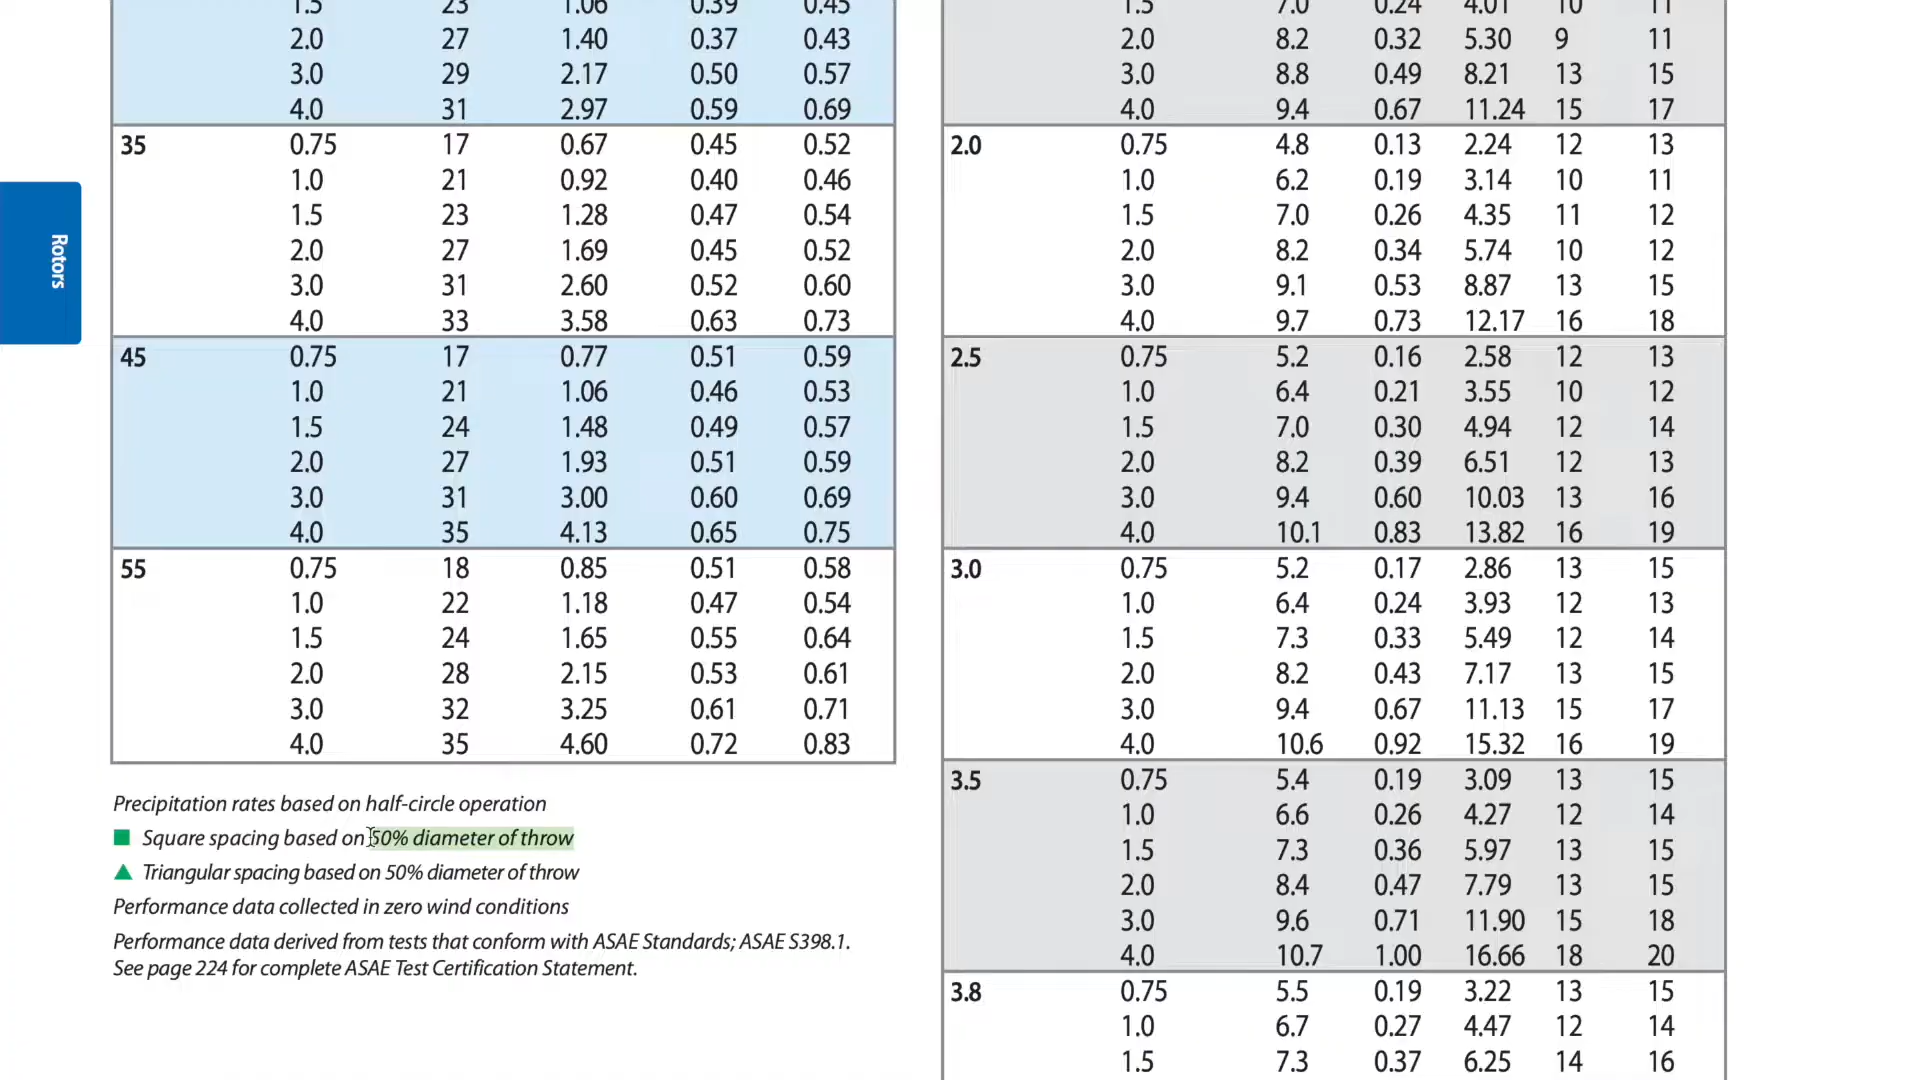 1.5 23 1.06 0.39 0.45
2.0 27 1.40 0.37 0.43
3.0 29 2.17 0.50 0.57
4.0 31 2.97 0.59 0.69
35 0.75 17 0.67 0.45 0.52
1.0 21 0.92 0.40 0.46
1.5 23 1.28 0.47 0.54
2.0 27 1.69 0.45 0.52
3.0 31 2.60 0.52 0.60
4.0 33 3.58 0.63 0.73
45 0.75 17 0.77 0.51 0.59
1.0 21 1.06 0.46 0.53
1.5 24 1.48 0.49 0.57
2.0 27 1.93 0.51 0.59
3.0 31 3.00 0.60 0.69
4.0 35 4.13 0.65 0.75
55 0.75 18 0.85 0.51 0.58
1.0 22 1.18 0.47 0.54
1.5 24 1.65 0.55 0.64
2.0 28 2.15 0.53 0.61
3.0 32 3.25 0.61 0.71
4.0 35 4.60 0.72 0.83
Rotors
Precipitation rates based on half-circle operation
■ Square spacing based on 50% diameter of throw
▲ Triangular spacing based on 50% diameter of throw
Performance data collected in zero wind conditions
Performance data derived from tests that conform with ASAE Standards; ASAE S398.1.
See page 224 for complete ASAE Test Certification Statement.
1.5 7.0 0.24 4.01 10 11
2.0 8.2 0.32 5.30 9 11
3.0 8.8 0.49 8.21 13 15
4.0 9.4 0.67 11.24 15 17
2.0 0.75 4.8 0.13 2.24 12 13
1.0 6.2 0.19 3.14 10 11
1.5 7.0 0.26 4.35 11 12
2.0 8.2 0.34 5.74 10 12
3.0 9.1 0.53 8.87 13 15
4.0 9.7 0.73 12.17 16 18
2.5 0.75 5.2 0.16 2.58 12 13
1.0 6.4 0.21 3.55 10 12
1.5 7.0 0.30 4.94 12 14
2.0 8.2 0.39 6.51 12 13
3.0 9.4 0.60 10.03 13 16
4.0 10.1 0.83 13.82 16 19
3.0 0.75 5.2 0.17 2.86 13 15
1.0 6.4 0.24 3.93 12 13
1.5 7.3 0.33 5.49 12 14
2.0 8.2 0.43 7.17 13 15
3.0 9.4 0.67 11.13 15 17
4.0 10.6 0.92 15.32 16 19
3.5 0.75 5.4 0.19 3.09 13 15
1.0 6.6 0.26 4.27 12 14
1.5 7.3 0.36 5.97 13 15
2.0 8.4 0.47 7.79 13 15
3.0 9.6 0.71 11.90 15 18
4.0 10.7 1.00 16.66 18 20
3.8 0.75 5.5 0.19 3.22 13 15
1.0 6.7 0.27 4.47 12 14
1.5 7.3 0.37 6.25 14 16